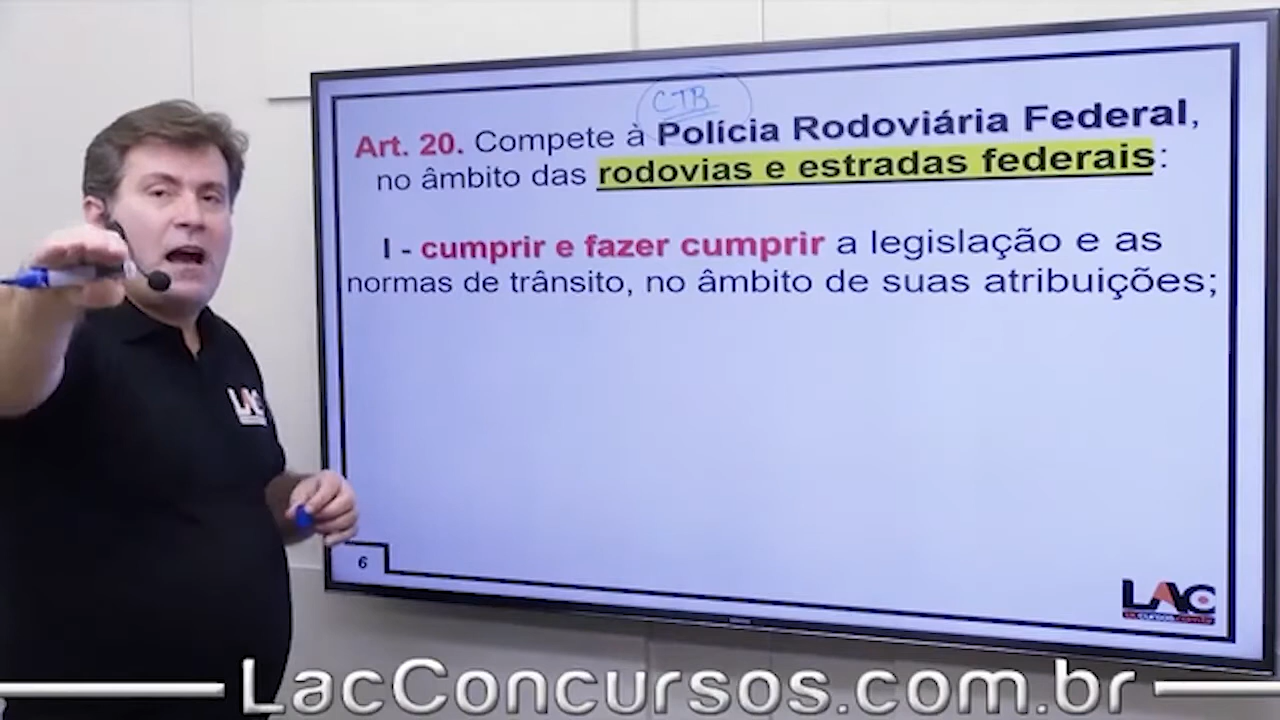 CTB
Art. 20. Compete à Polícia Rodoviária Federal,
no âmbito das rodovias e estradas federais:
I - cumprir e fazer cumprir a legislação e as
normas de trânsito, no âmbito de suas atribuições;
LAC
6
LAC
LacConcursos.com.br